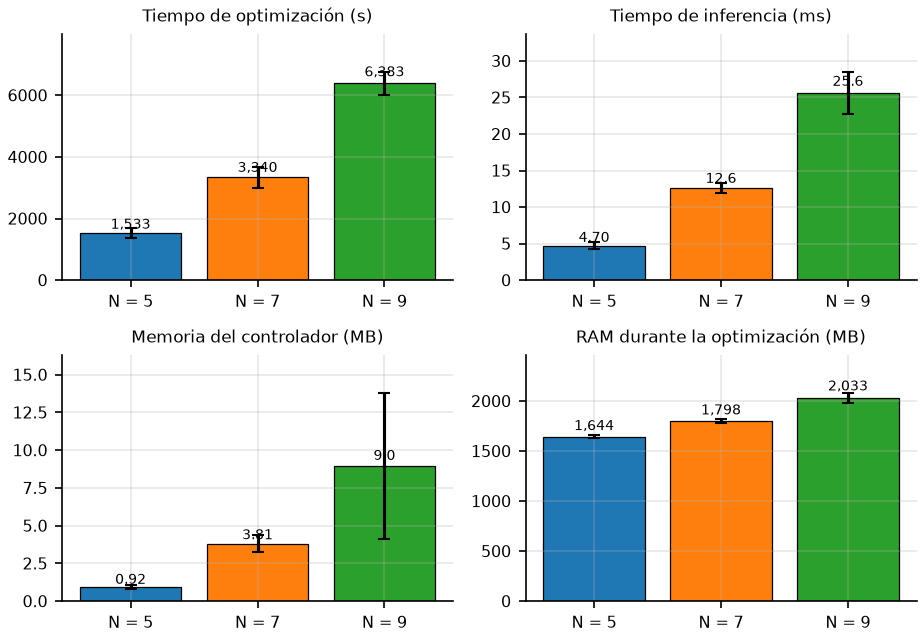 Tiempo de optimización (s)
6000
4000
2000
0
1,533
3,340
6,383
N = 5
N = 7
N = 9
Tiempo de inferencia (ms)
30
25
20
15
10
5
0
4.70
12.6
25.6
N = 5
N = 7
N = 9
Memoria del controlador (MB)
15.0
12.5
10.0
7.5
5.0
2.5
0.0
0.92
3.81
9.0
N = 5
N = 7
N = 9
RAM durante la optimización (MB)
2000
1500
1000
500
0
1,644
1,798
2,033
N = 5
N = 7
N = 9